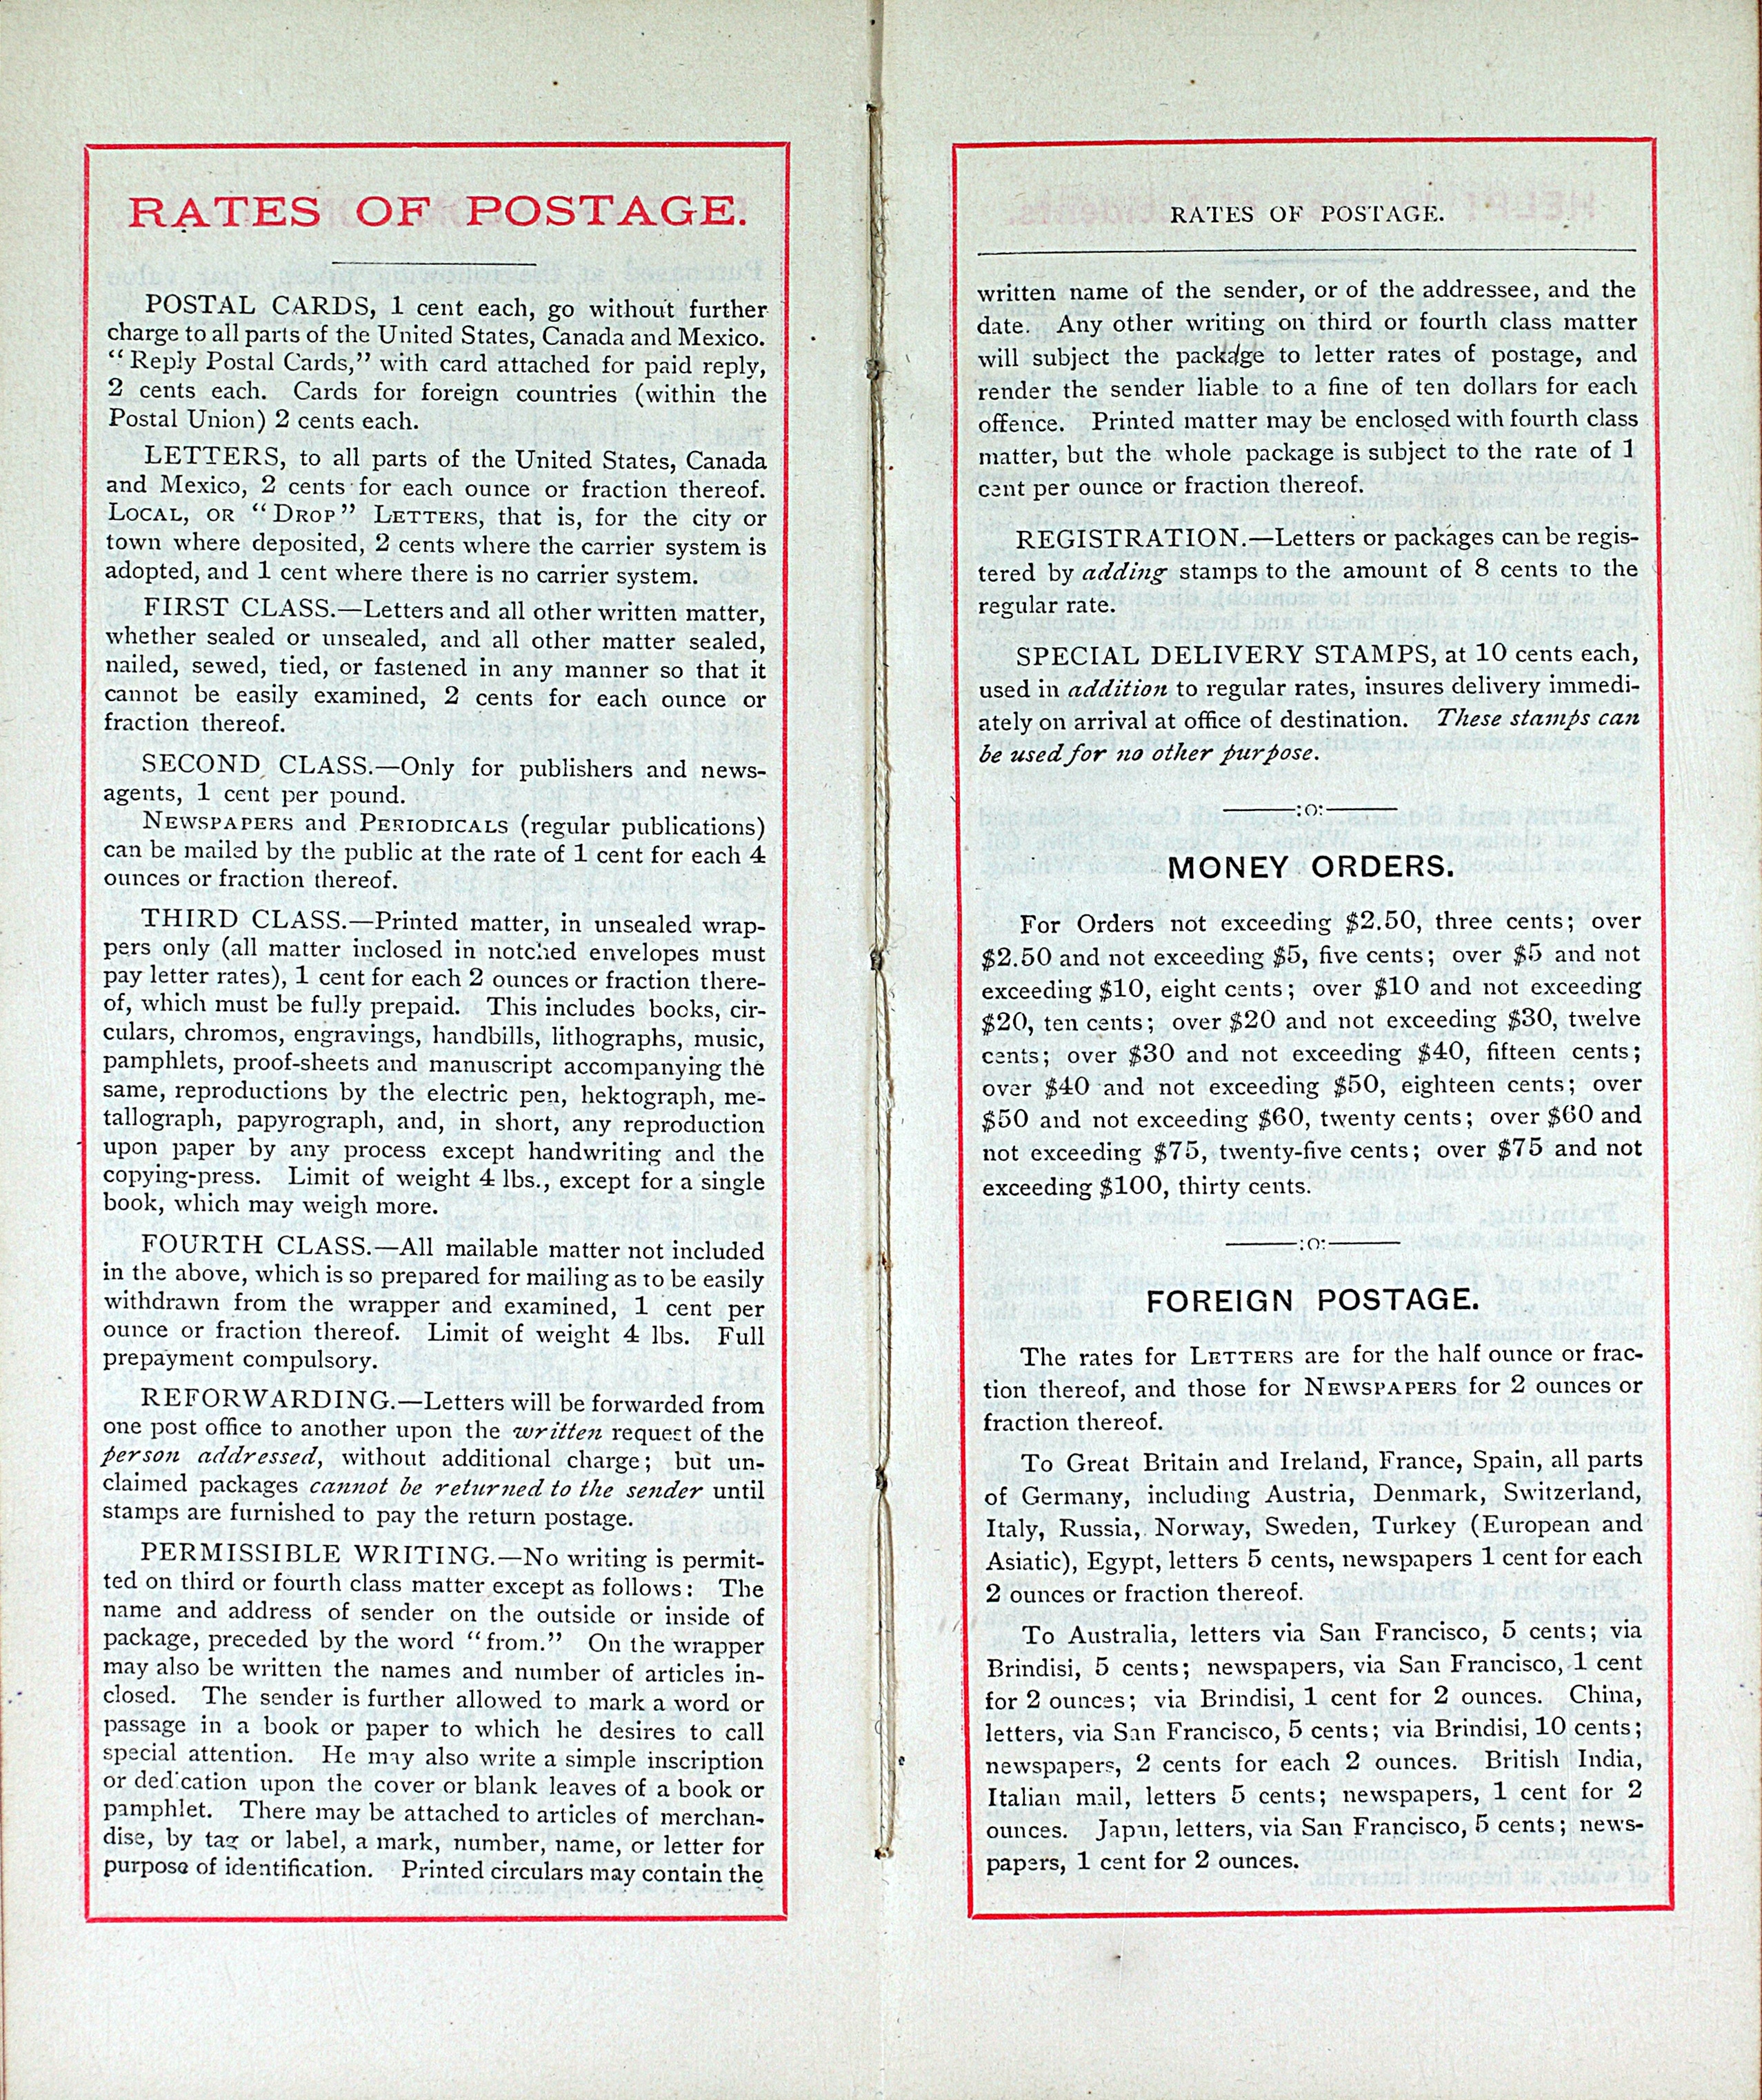 RATES OF POSTAGE.
POSTAL CARDS, 1 cent each, go without further
charge to all parts of the United States, Canada and Mexico.
“Reply Postal Cards,” with card attached for paid reply,
2 cents each. Cards for foreign countries (within the
Postal Union) 2 cents each.
LETTERS, to all parts of the United States, Canada
and Mexico, 2 cents for each ounce or fraction thereof.
LOCAL, OR “DROP” LETTERS, that is, for the city or
town where deposited, 2 cents where the carrier system is
adopted, and 1 cent where there is no carrier system.
FIRST CLASS.—Letters and all other written matter,
whether sealed or unsealed, and all other matter sealed,
nailed, sewed, tied, or fastened in any manner so that it
cannot be easily examined, 2 cents for each ounce or
fraction thereof.
SECOND CLASS.—Only for publishers and news-
agents, 1 cent per pound.
NEWSPAPERS and PERIODICALS (regular publications)
can be mailed by the public at the rate of 1 cent for each 4
ounces or fraction thereof.
THIRD CLASS.—Printed matter, in unsealed wrap-
pers only (all matter inclosed in notched envelopes must
pay letter rates), 1 cent for each 2 ounces or fraction there-
of, which must be fully prepaid. This includes books, cir-
culars, chromos, engravings, handbills, lithographs, music,
pamphlets, proof-sheets and manuscript accompanying the
same, reproductions by the electric pen, hektograph, me-
tallograph, papyrograph, and, in short, any reproduction
upon paper by any process except handwriting and the
copying-press. Limit of weight 4 lbs., except for a single
book, which may weigh more.
FOURTH CLASS.—All mailable matter not included
in the above, which is so prepared for mailing as to be easily
withdrawn from the wrapper and examined, 1 cent per
ounce or fraction thereof. Limit of weight 4 lbs. Full
prepayment compulsory.
REFORWARDING.—Letters will be forwarded from
one post office to another upon the written request of the
person addressed, without additional charge; but un-
claimed packages cannot be returned to the sender until
stamps are furnished to pay the return postage.
PERMISSIBLE WRITING.—No writing is permit-
ted on third or fourth class matter except as follows: The
name and address of sender on the outside or inside of
package, preceded by the word “from.” On the wrapper
may also be written the names and number of articles in-
closed. The sender is further allowed to mark a word or
passage in a book or paper to which he desires to call
special attention. He may also write a simple inscription
or dedication upon the cover or blank leaves of a book or
pamphlet. There may be attached to articles of merchan-
dise, by tag or label, a mark, number, name, or letter for
purpose of identification. Printed circulars may contain the
RATES OF POSTAGE.
written name of the sender, or of the addressee, and the
date. Any other writing on third or fourth class matter
will subject the package to letter rates of postage, and
render the sender liable to a fine of ten dollars for each
offence. Printed matter may be enclosed with fourth class
matter, but the whole package is subject to the rate of 1
cent per ounce or fraction thereof.
REGISTRATION.—Letters or packages can be regis-
tered by adding stamps to the amount of 8 cents to the
regular rate.
SPECIAL DELIVERY STAMPS, at 10 cents each,
used in addition to regular rates, insures delivery immedi-
ately on arrival at office of destination. These stamps can
be used for no other purpose.
:o:
MONEY ORDERS.
For Orders not exceeding $2.50, three cents; over
$2.50 and not exceeding $5, five cents; over $5 and not
exceeding $10, eight cents; over $10 and not exceeding
$20, ten cents; over $20 and not exceeding $30, twelve
cents; over $30 and not exceeding $40, fifteen cents;
over $40 and not exceeding $50, eighteen cents; over
$50 and not exceeding $60, twenty cents; over $60 and
not exceeding $75, twenty-five cents; over $75 and not
exceeding $100, thirty cents.
:o:
FOREIGN POSTAGE.
The rates for LETTERS are for the half ounce or frac-
tion thereof, and those for NEWSPAPERS for 2 ounces or
fraction thereof.
To Great Britain and Ireland, France, Spain, all parts
of Germany, including Austria, Denmark, Switzerland,
Italy, Russia, Norway, Sweden, Turkey (European and
Asiatic), Egypt, letters 5 cents, newspapers 1 cent for each
2 ounces or fraction thereof.
To Australia, letters via San Francisco, 5 cents; via
Brindisi, 5 cents; newspapers, via San Francisco, 1 cent
for 2 ounces; via Brindisi, 1 cent for 2 ounces. China,
letters, via San Francisco, 5 cents; via Brindisi, 10 cents;
newspapers, 2 cents for each 2 ounces. British India,
Italian mail, letters 5 cents; newspapers, 1 cent for 2
ounces. Japan, letters, via San Francisco, 5 cents; news-
papers, 1 cent for 2 ounces.